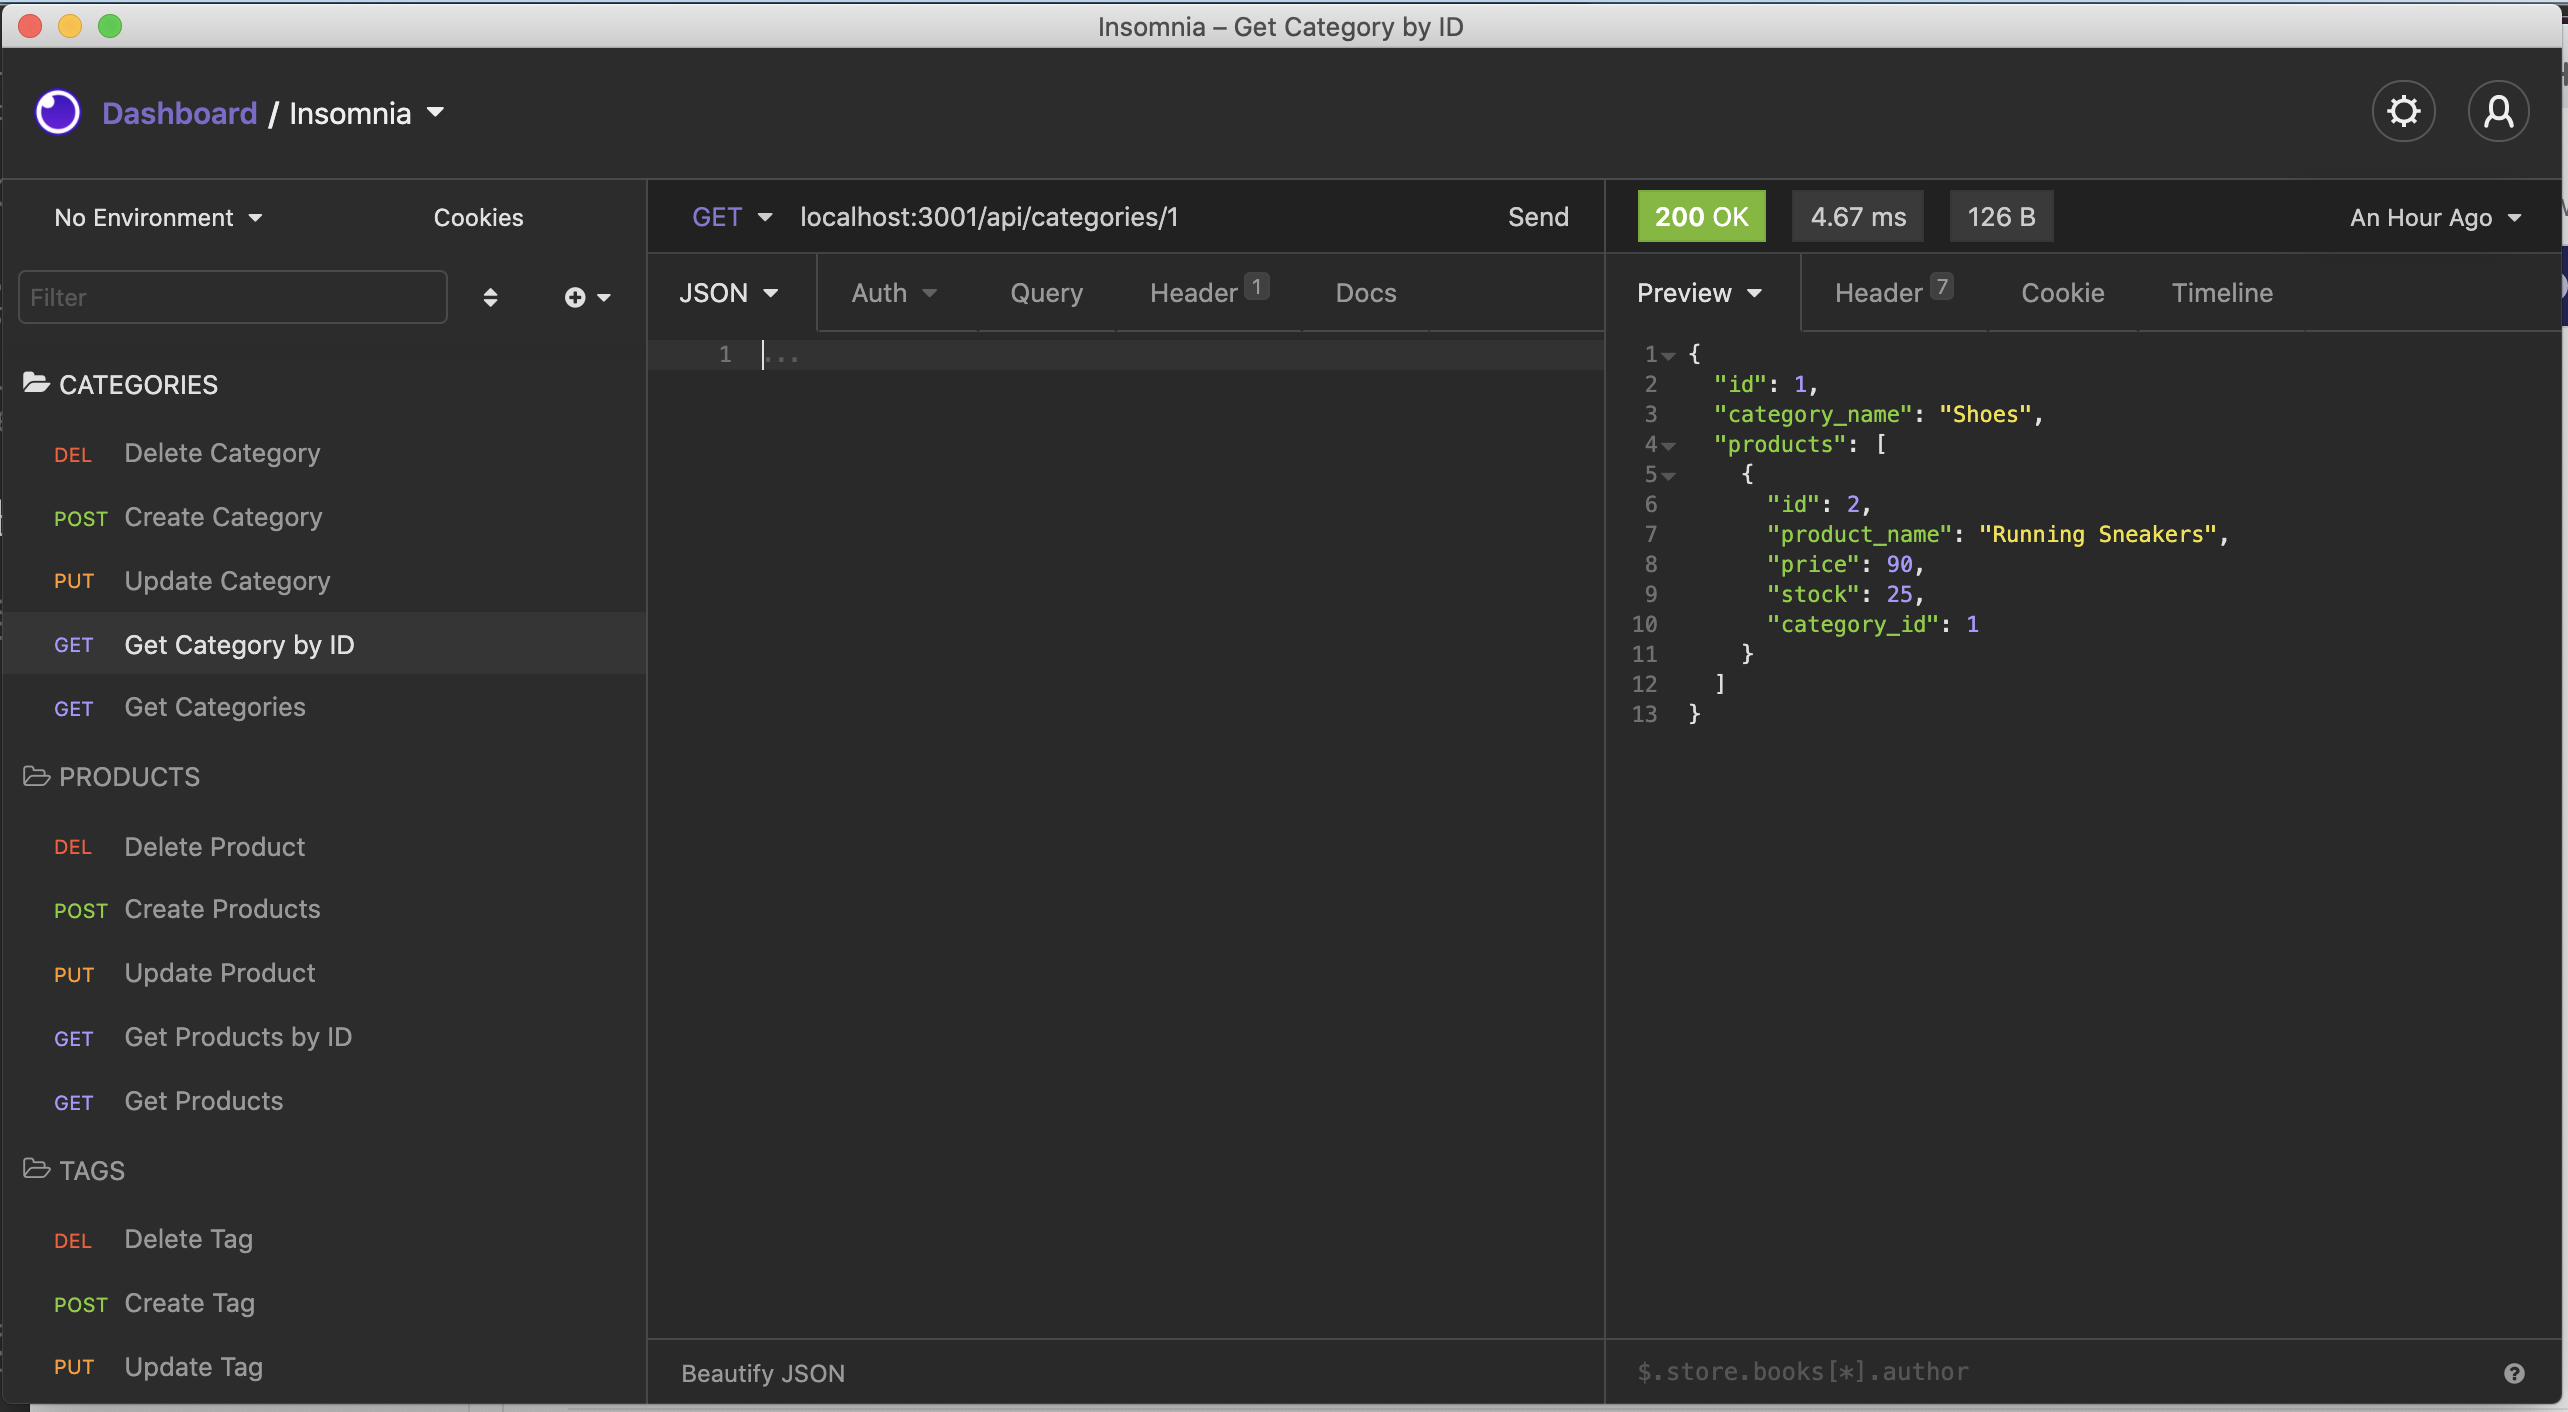 Insomnia – Get Category by ID
Dashboard / Insomnia
No Environment Cookies
Filter
CATEGORIES
DEL Delete Category
POST Create Category
PUT Update Category
GET Get Category by ID
GET Get Categories
PRODUCTS
DEL Delete Product
POST Create Products
PUT Update Product
GET Get Products by ID
GET Get Products
TAGS
DEL Delete Tag
POST Create Tag
PUT Update Tag
GET localhost:3001/api/categories/1 Send
JSON Auth Query Header 1 Docs
1 ...
Beautify JSON
200 OK 4.67 ms 126 B An Hour Ago
Preview Header 7 Cookie Timeline
1 {
2 "id": 1,
3 "category_name": "Shoes",
4 "products": [
5 {
6 "id": 2,
7 "product_name": "Running Sneakers",
8 "price": 90,
9 "stock": 25,
10 "category_id": 1
11 }
12 ]
13 }
$.store.books[*].author